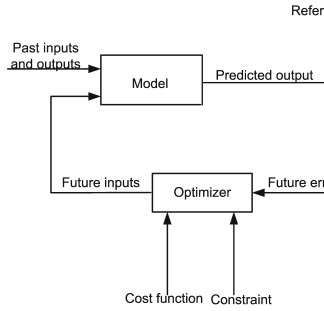 Refer
Past inputs
and outputs
Model
Predicted output
Future inputs
Optimizer
Future err
Cost function
Constraint